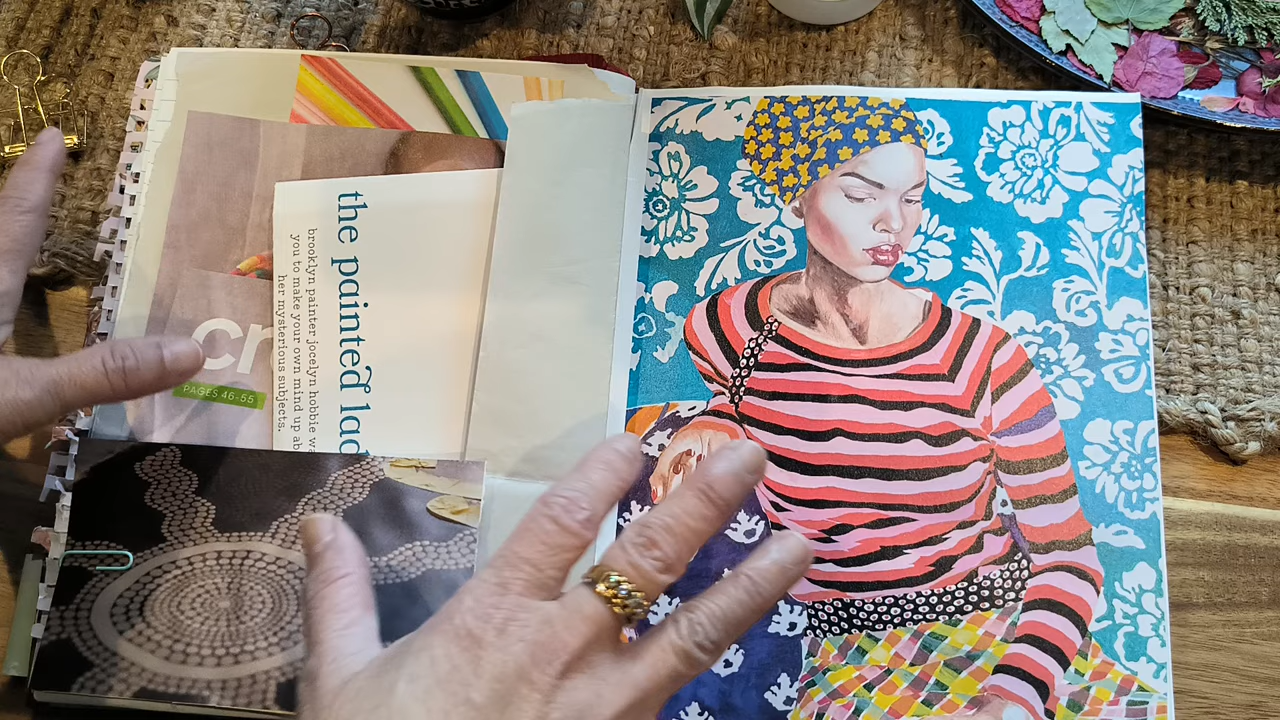 the painted lad
brooklyn painter jocelyn hobbie wa
you to make your own mind up ab
her mysterious subjects.
cr
PAGES 46-55